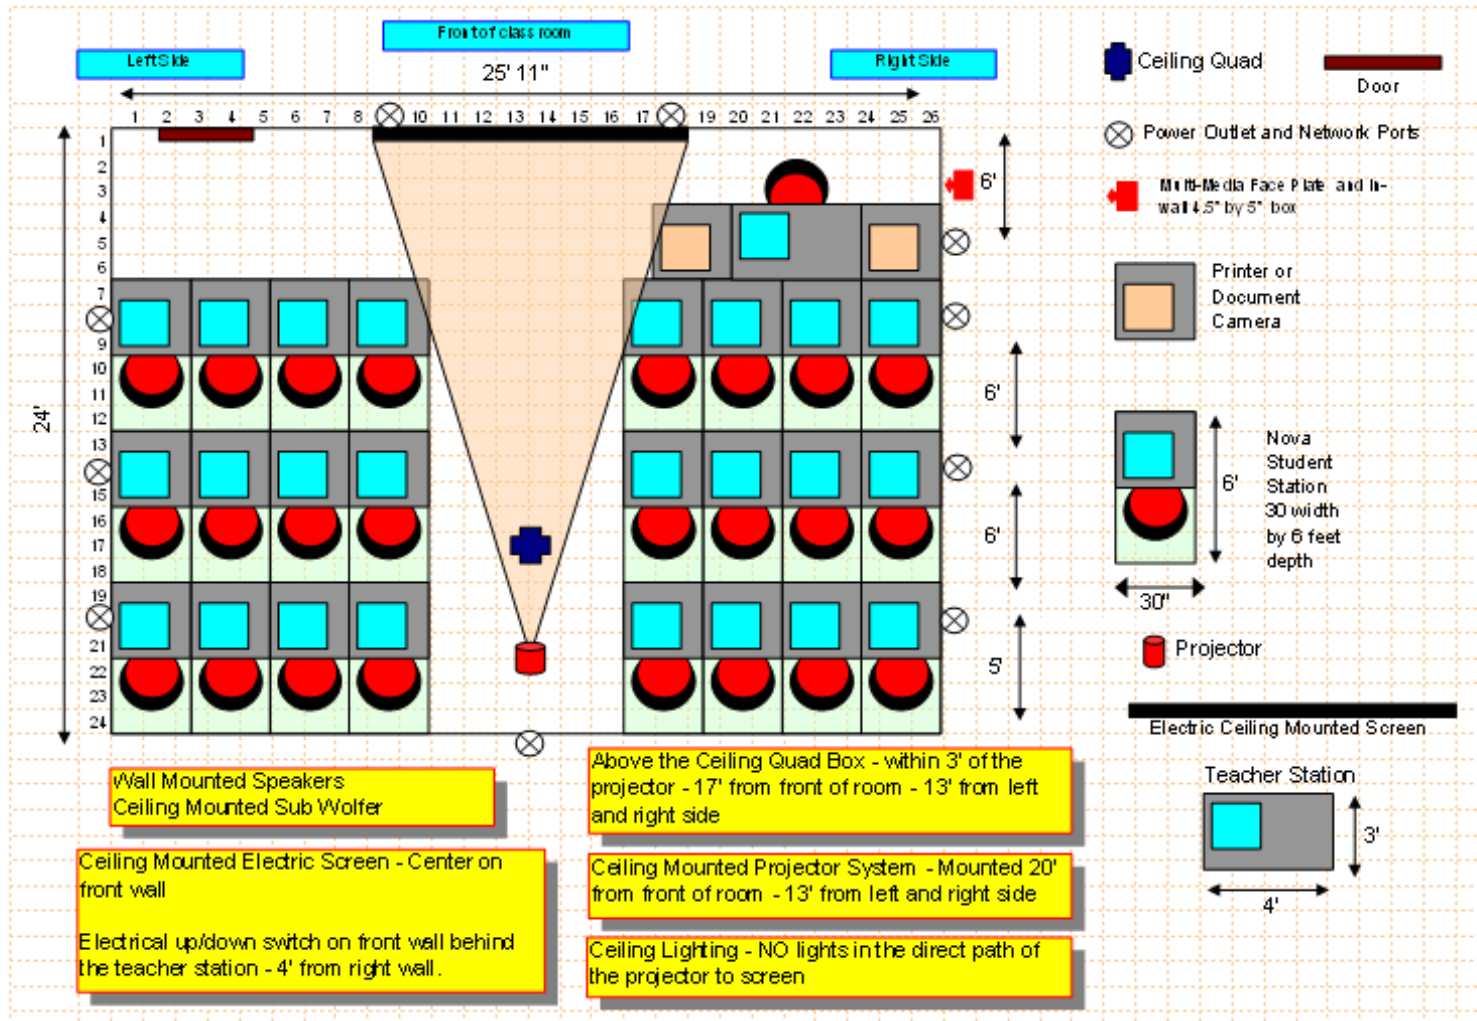 Front of class room
Left Side
Right Side
25' 11"
1 2 3 4 5 6 7 8 10 11 12 13 14 15 16 17 19 20 21 22 23 24 25 26
1
2
3
4
5
6
7
9
10
11
12
13
15
16
17
18
19
21
22
23
24
24'
6'
6'
6'
5'
Ceiling Quad
Door
Power Outlet and Network Ports
Multi-Media Face Plate and In-
wall 4.5" by 5" box
Printer or
Document
Camera
6'
Nova
Student
Station
30 width
by 6 feet
depth
30"
Projector
Electric Ceiling Mounted Screen
Teacher Station
3'
4'
Wall Mounted Speakers
Ceiling Mounted Sub Wolfer
Ceiling Mounted Electric Screen - Center on
front wall
Electrical up/down switch on front wall behind
the teacher station - 4' from right wall.
Above the Ceiling Quad Box - within 3' of the
projector - 17' from front of room - 13' from left
and right side
Ceiling Mounted Projector System - Mounted 20'
from front of room - 13' from left and right side
Ceiling Lighting - NO lights in the direct path of
the projector to screen